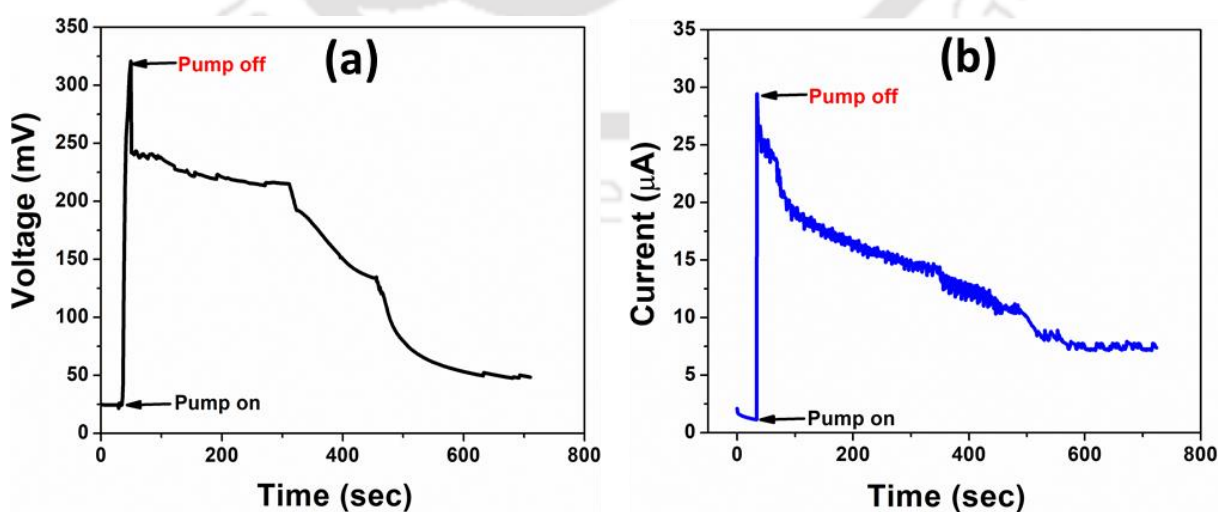 (a)
350
300
250
200
150
100
50
0
Voltage (mV)
Pump off
Pump on
0 200 400 600 800
Time (sec)
(b)
35
30
25
20
15
10
5
0
Current (μA)
Pump off
Pump on
0 200 400 600 800
Time (sec)